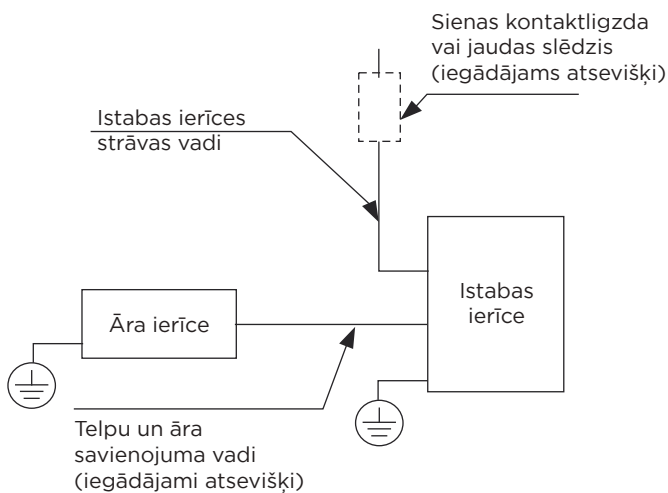 Sienas kontaktligzda
vai jaudas slēdzis
(iegādājams atsevišķi)
Istabas ierīces
strāvas vadi
Istabas
ierīce
Āra ierīce
Telpu un āra
savienojuma vadi
(iegādājami atsevišķi)